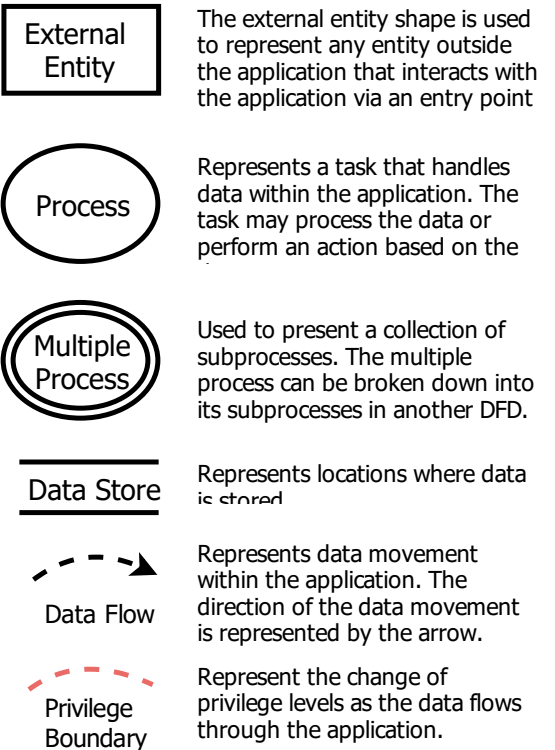 External
Entity
The external entity shape is used
to represent any entity outside
the application that interacts with
the application via an entry point
Process
Represents a task that handles
data within the application. The
task may process the data or
perform an action based on the
Multiple
Process
Used to present a collection of
subprocesses. The multiple
process can be broken down into
its subprocesses in another DFD.
Data Store
Represents locations where data
is stored
Data Flow
Represents data movement
within the application. The
direction of the data movement
is represented by the arrow.
Privilege
Boundary
Represent the change of
privilege levels as the data flows
through the application.